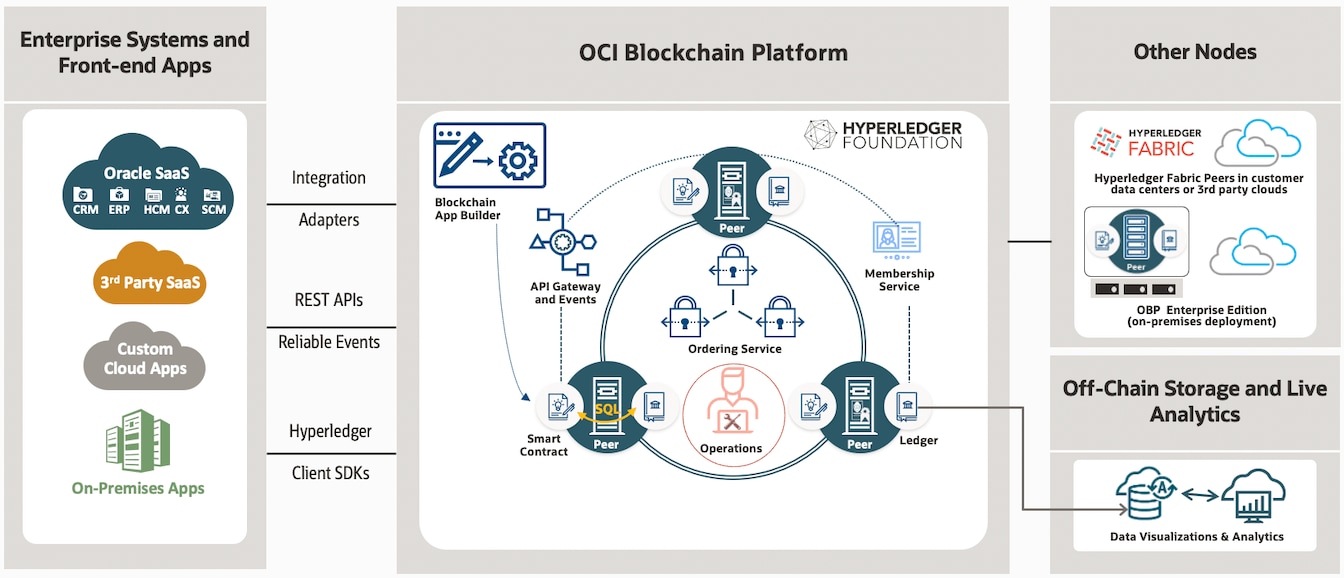 Enterprise Systems and
Front-end Apps
Oracle SaaS
CRM ERP HCM CX SCM
3rd Party SaaS
Custom
Cloud Apps
On-Premises Apps
Integration
Adapters
REST APIs
Reliable Events
Hyperledger
Client SDKs
OCI Blockchain Platform
HYPERLEDGER
FOUNDATION
Blockchain
App Builder
API Gateway
and Events
Peer
Membership
Service
Ordering Service
SQL
Peer
Smart
Contract
Operations
Peer
Ledger
Other Nodes
HYPERLEDGER
FABRIC
Hyperledger Fabric Peers in customer
data centers or 3rd party clouds
Peer
OBP Enterprise Edition
(on-premises deployment)
Off-Chain Storage and Live
Analytics
A
Data Visualizations & Analytics